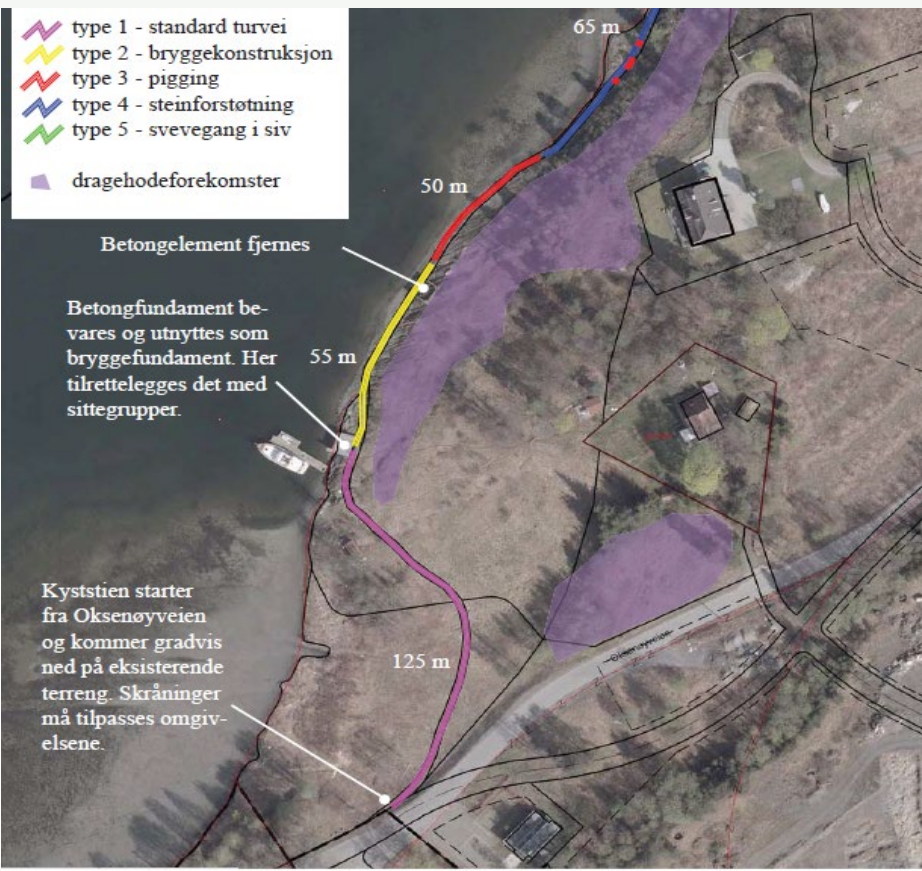 type 1 - standard turvei
type 2 - bryggekonstruksjon
type 3 - pigging
type 4 - steinforstøtning
type 5 - svevegang i siv
dragehodeforekomster
65 m
50 m
Betongelement fjernes
Betongfundament be-
vares og utnyttes som
bryggefundament. Her
tilrettelegges det med
sittegrupper.
55 m
Kyststien starter
fra Oksenøyveien
og kommer gradvis
ned på eksisterende
terreng. Skråninger
må tilpasses omgiv-
elsene.
125 m
Oksenøyveien